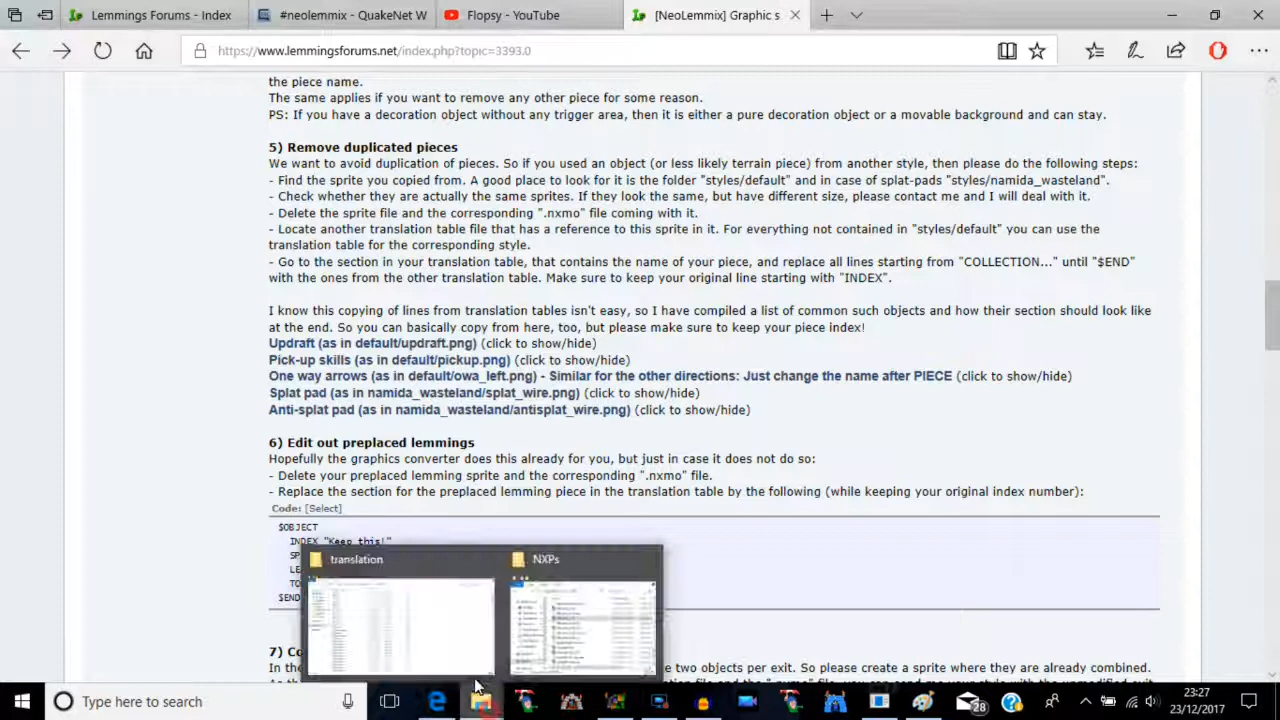 Lemmings Forums - Index
#neolemmix - QuakeNet W
Flopsy - YouTube
[NeoLemmix] Graphic s
https://www.lemmingsforums.net/index.php?topic=3393.0
the piece name.
The same applies if you want to remove any other piece for some reason.
PS: If you have a decoration object without any trigger area, then it is either a pure decoration object or a movable background and can stay.
5) Remove duplicated pieces
We want to avoid duplication of pieces. So if you used an object (or less likely terrain piece) from another style, then please do the following steps:
- Find the sprite you copied from. A good place to look for it is the folder "styles/default" and in case of splat-pads "styles/namida_wasteland".
- Check whether they are actually the same sprites. If they look the same, but have different size, please contact me and I will deal with it.
- Delete the sprite file and the corresponding ".nxmo" file coming with it.
- Locate another translation table file that has a reference to this sprite in it. For everything not contained in "styles/default" you can use the
translation table for the corresponding style.
- Go to the section in your translation table, that contains the name of your piece, and replace all lines starting from "COLLECTION..." until "$END"
with the ones from the other translation table. Make sure to keep your original line starting with "INDEX".
I know this copying of lines from translation tables isn't easy, so I have compiled a list of common such objects and how their section should look like
at the end. So you can basically copy from here, too, but please make sure to keep your piece index!
Updraft (as in default/updraft.png) (click to show/hide)
Pick-up skills (as in default/pickup.png) (click to show/hide)
One way arrows (as in default/owa_left.png) - Similar for the other directions: Just change the name after PIECE (click to show/hide)
Splat pad (as in namida_wasteland/splat_wire.png) (click to show/hide)
Anti-splat pad (as in namida_wasteland/antisplat_wire.png) (click to show/hide)
6) Edit out preplaced lemmings
Hopefully the graphics converter does this already for you, but just in case it does not do so:
- Delete your preplaced lemming sprite and the corresponding ".nxmo" file.
- Replace the section for the preplaced lemming piece in the translation table by the following (while keeping your original index number):
Code: [Select]
$OBJECT
INDEX "Keep this!"
translation
NXPs
$END
7) Co
In the
e two objects per exit. So please create a sprite where they are already combined.
Type here to search
28
23:27
23/12/2017